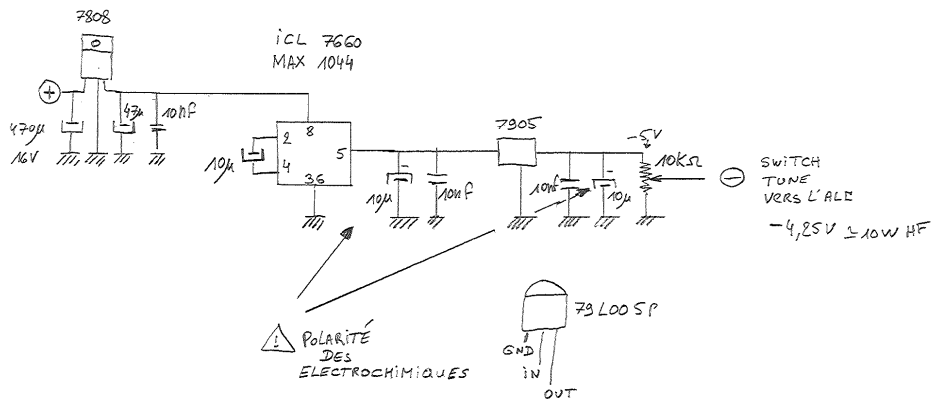 7808
O
iCL 7660
MAX 1044
+
470µ
16V
47µ
10nf
10µ
2
4
8
5
36
10µ
10nf
7905
10nf
10µ
-5V
10KΩ
SWITCH
TUNE
VERS L'ALC
-4,25V ≃ 10W HF
! POLARITÉ
DES
ELECTROCHIMIQUES
79L005P
GND
iN
OUT